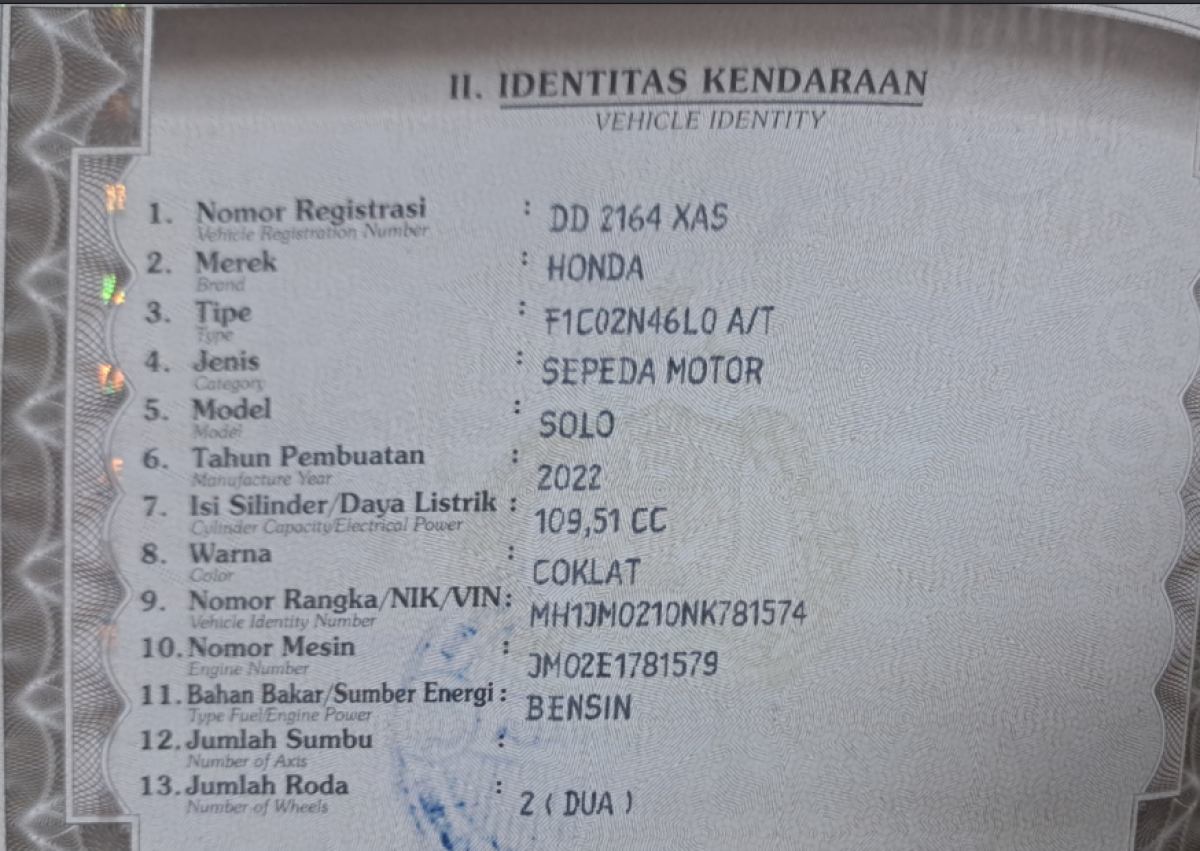 II. IDENTITAS KENDARAAN
VEHICLE IDENTITY
1. Nomor Registrasi : DD 2164 XAS
Vehicle Registration Number
2. Merek : HONDA
Brand
3. Tipe : F1C02N46L0 A/T
Type
4. Jenis : SEPEDA MOTOR
Category
5. Model : SOLO
Model
6. Tahun Pembuatan : 2022
Manufacture Year
7. Isi Silinder/Daya Listrik : 109,51 CC
Cylinder Capacity/Electrical Power
8. Warna : COKLAT
Color
9. Nomor Rangka/NIK/VIN : MH1JM0210NK781574
Vehicle Identity Number
10. Nomor Mesin : JM02E1781579
Engine Number
11. Bahan Bakar/Sumber Energi : BENSIN
Type Fuel/Engine Power
12. Jumlah Sumbu :
Number of Axis
13. Jumlah Roda : 2 ( DUA )
Number of Wheels